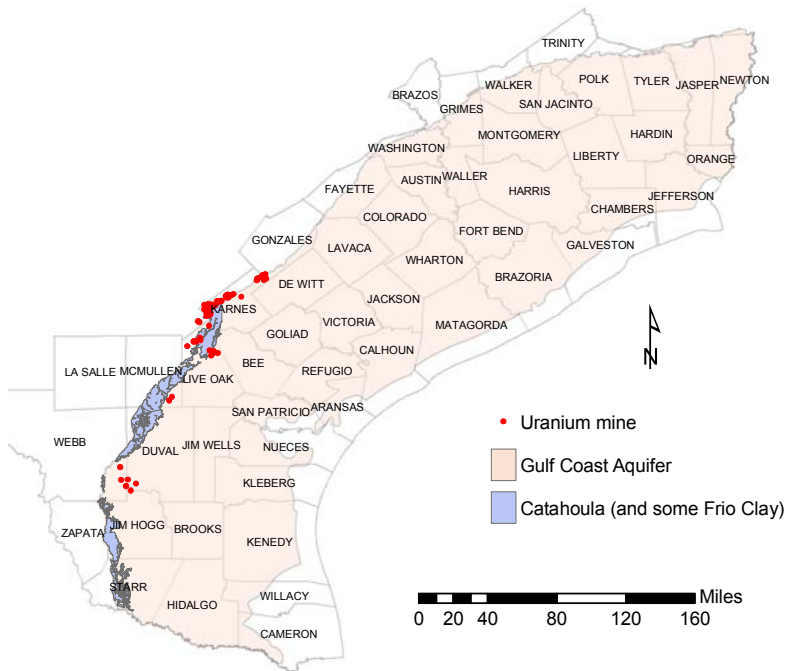 TRINITY
BRAZOS
WALKER
POLK
TYLER
JASPER
NEWTON
GRIMES
SAN JACINTO
MONTGOMERY
HARDIN
WASHINGTON
LIBERTY
ORANGE
AUSTIN
WALLER
FAYETTE
HARRIS
JEFFERSON
CHAMBERS
COLORADO
GONZALES
FORT BEND
GALVESTON
LAVACA
WHARTON
BRAZORIA
DE WITT
JACKSON
KARNES
VICTORIA
MATAGORDA
GOLIAD
CALHOUN
BEE
REFUGIO
LA SALLE
MCMULLEN
LIVE OAK
SAN PATRICIO
ARANSAS
WEBB
DUVAL
JIM WELLS
NUECES
KLEBERG
ZAPATA
JIM HOGG
BROOKS
KENEDY
STARR
HIDALGO
WILLACY
CAMERON
N
Uranium mine
Gulf Coast Aquifer
Catahoula (and some Frio Clay)
Miles
0 20 40 80 120 160